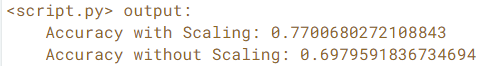 <script.py> output:
Accuracy with Scaling: 0.7700680272108843
Accuracy without Scaling: 0.6979591836734694